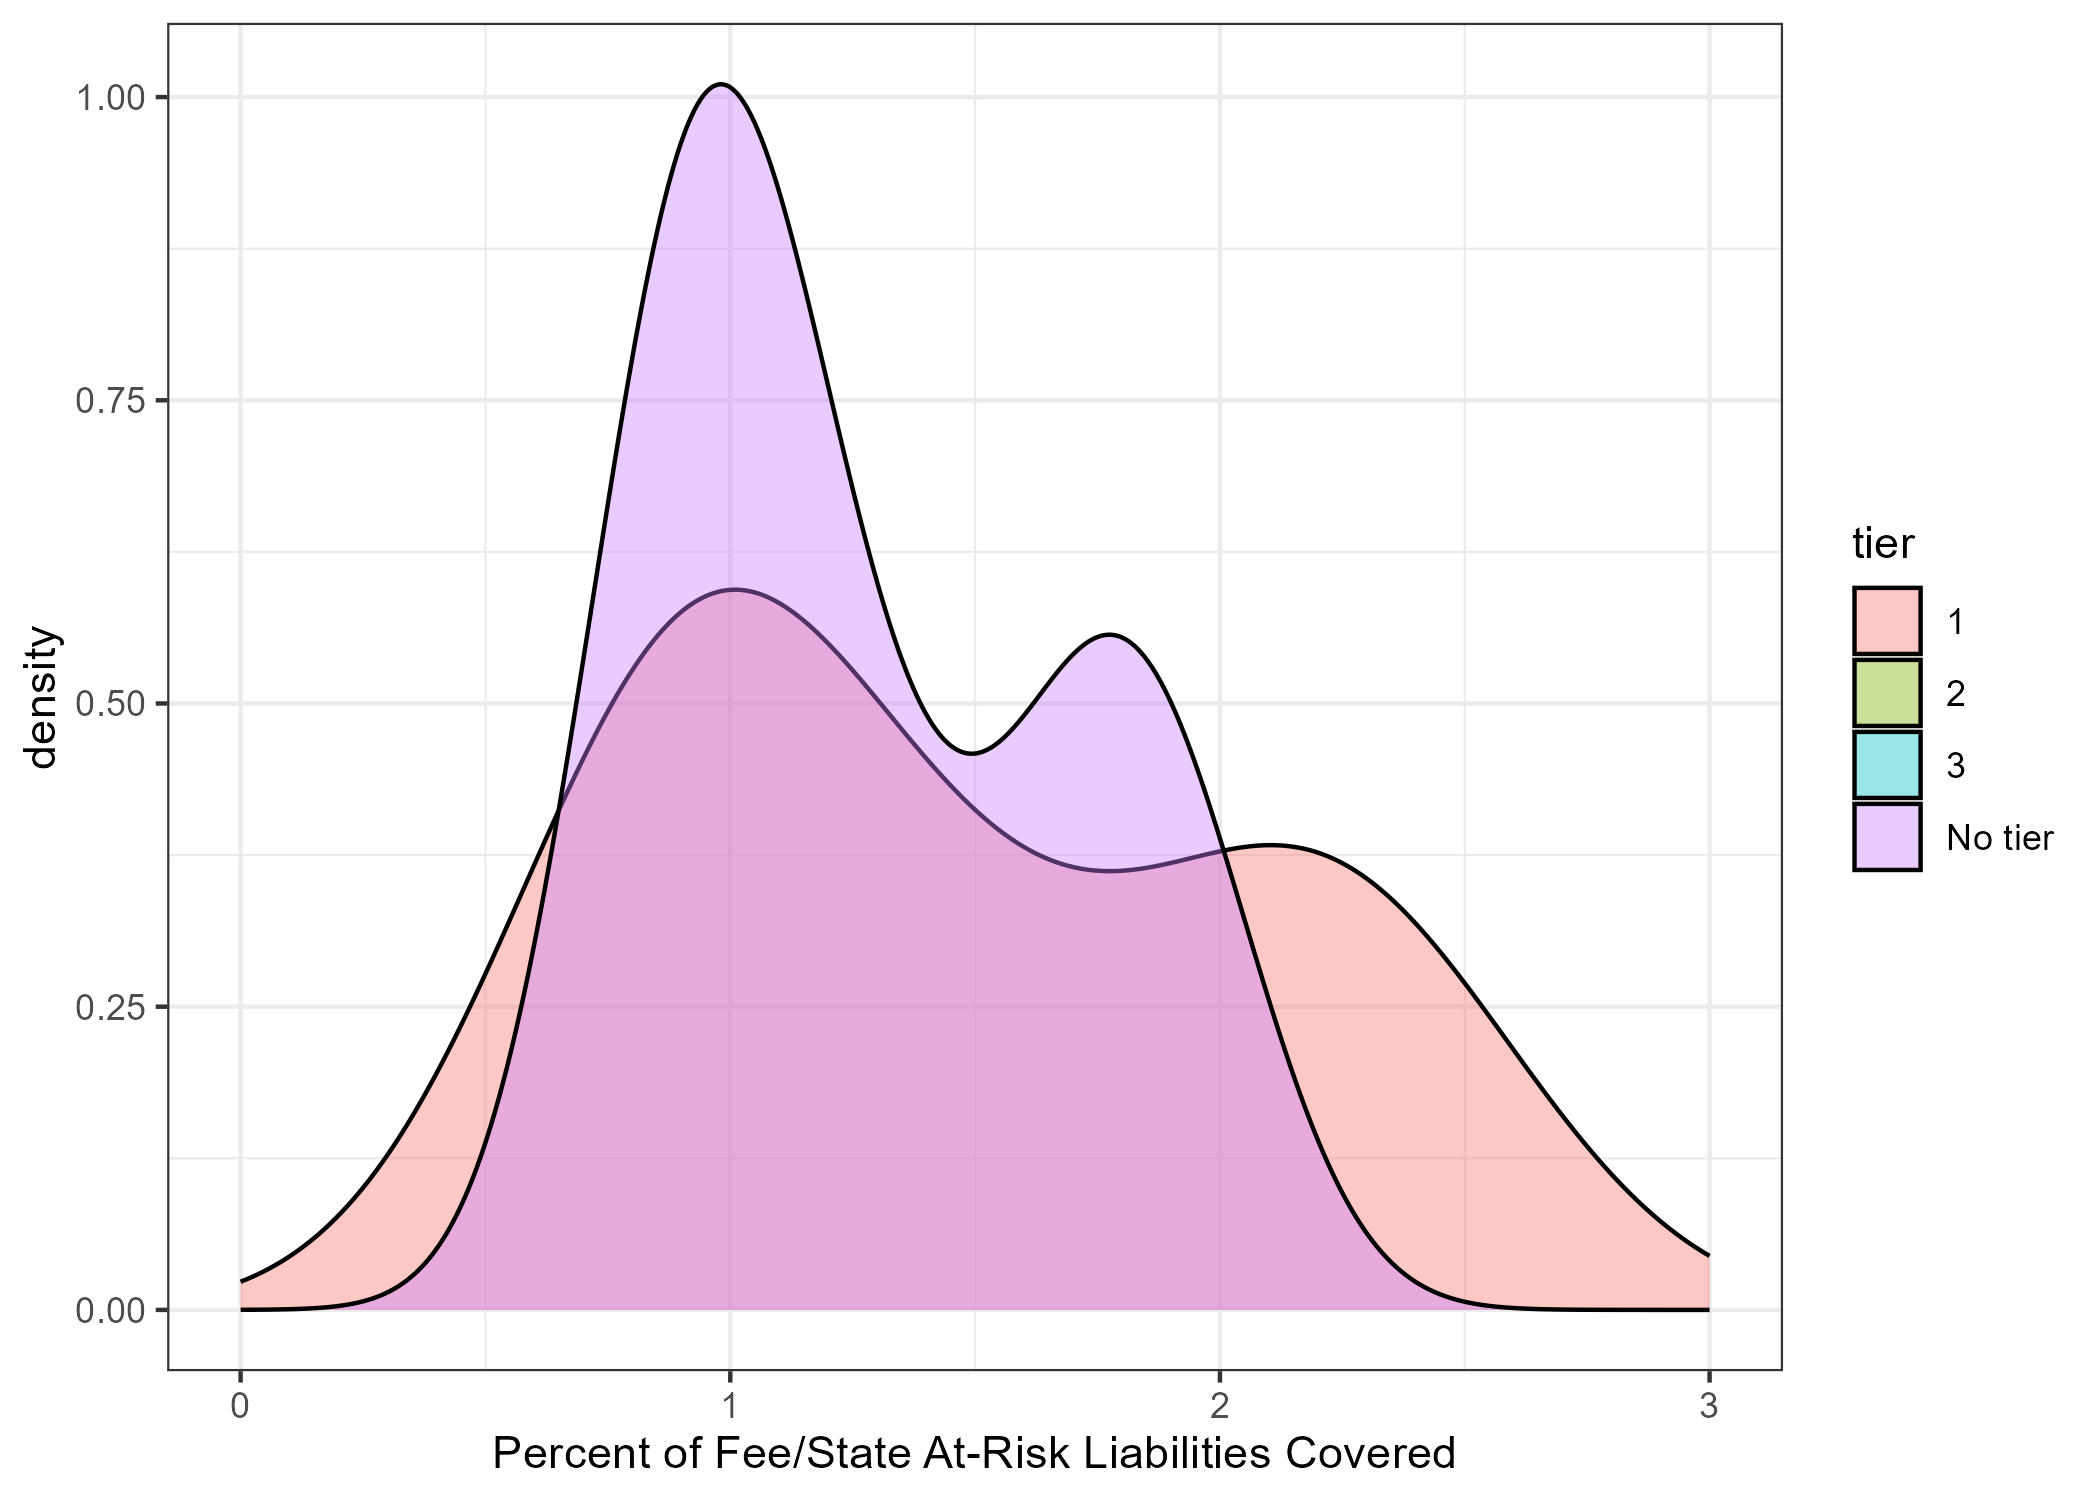 1.00
0.75
0.50
0.25
0.00
density
0 1 2 3
Percent of Fee/State At-Risk Liabilities Covered
tier
1
2
3
No tier